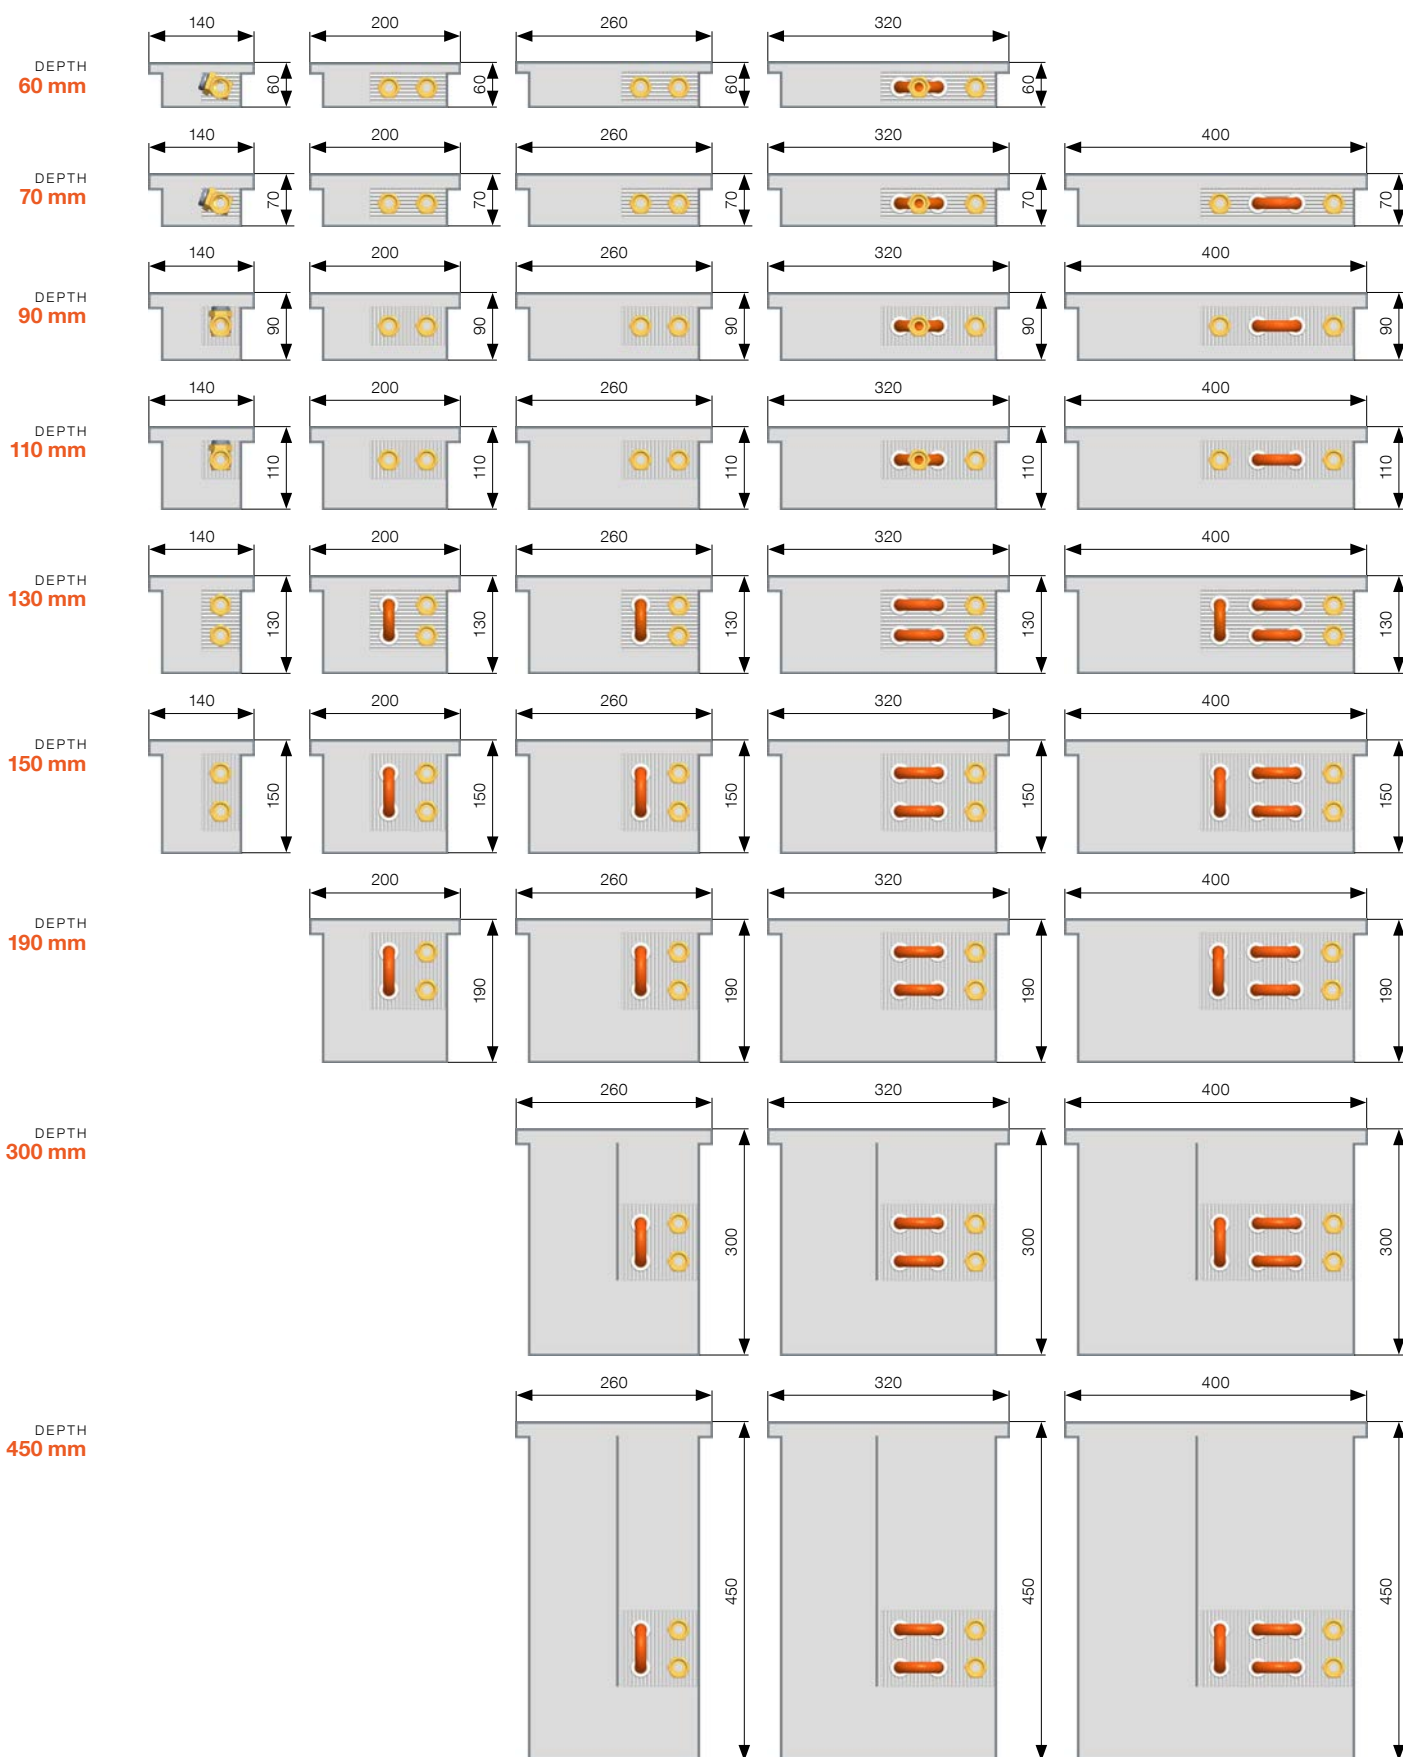 140 200 260 320
DEPTH
60 mm
60 60 60 60
140 200 260 320 400
DEPTH
70 mm
70 70 70 70 70
140 200 260 320 400
DEPTH
90 mm
90 90 90 90 90
140 200 260 320 400
DEPTH
110 mm
110 110 110 110 110
140 200 260 320 400
DEPTH
130 mm
130 130 130 130 130
140 200 260 320 400
DEPTH
150 mm
150 150 150 150 150
200 260 320 400
DEPTH
190 mm
190 190 190 190
260 320 400
DEPTH
300 mm
300 300 300
260 320 400
DEPTH
450 mm
450 450 450